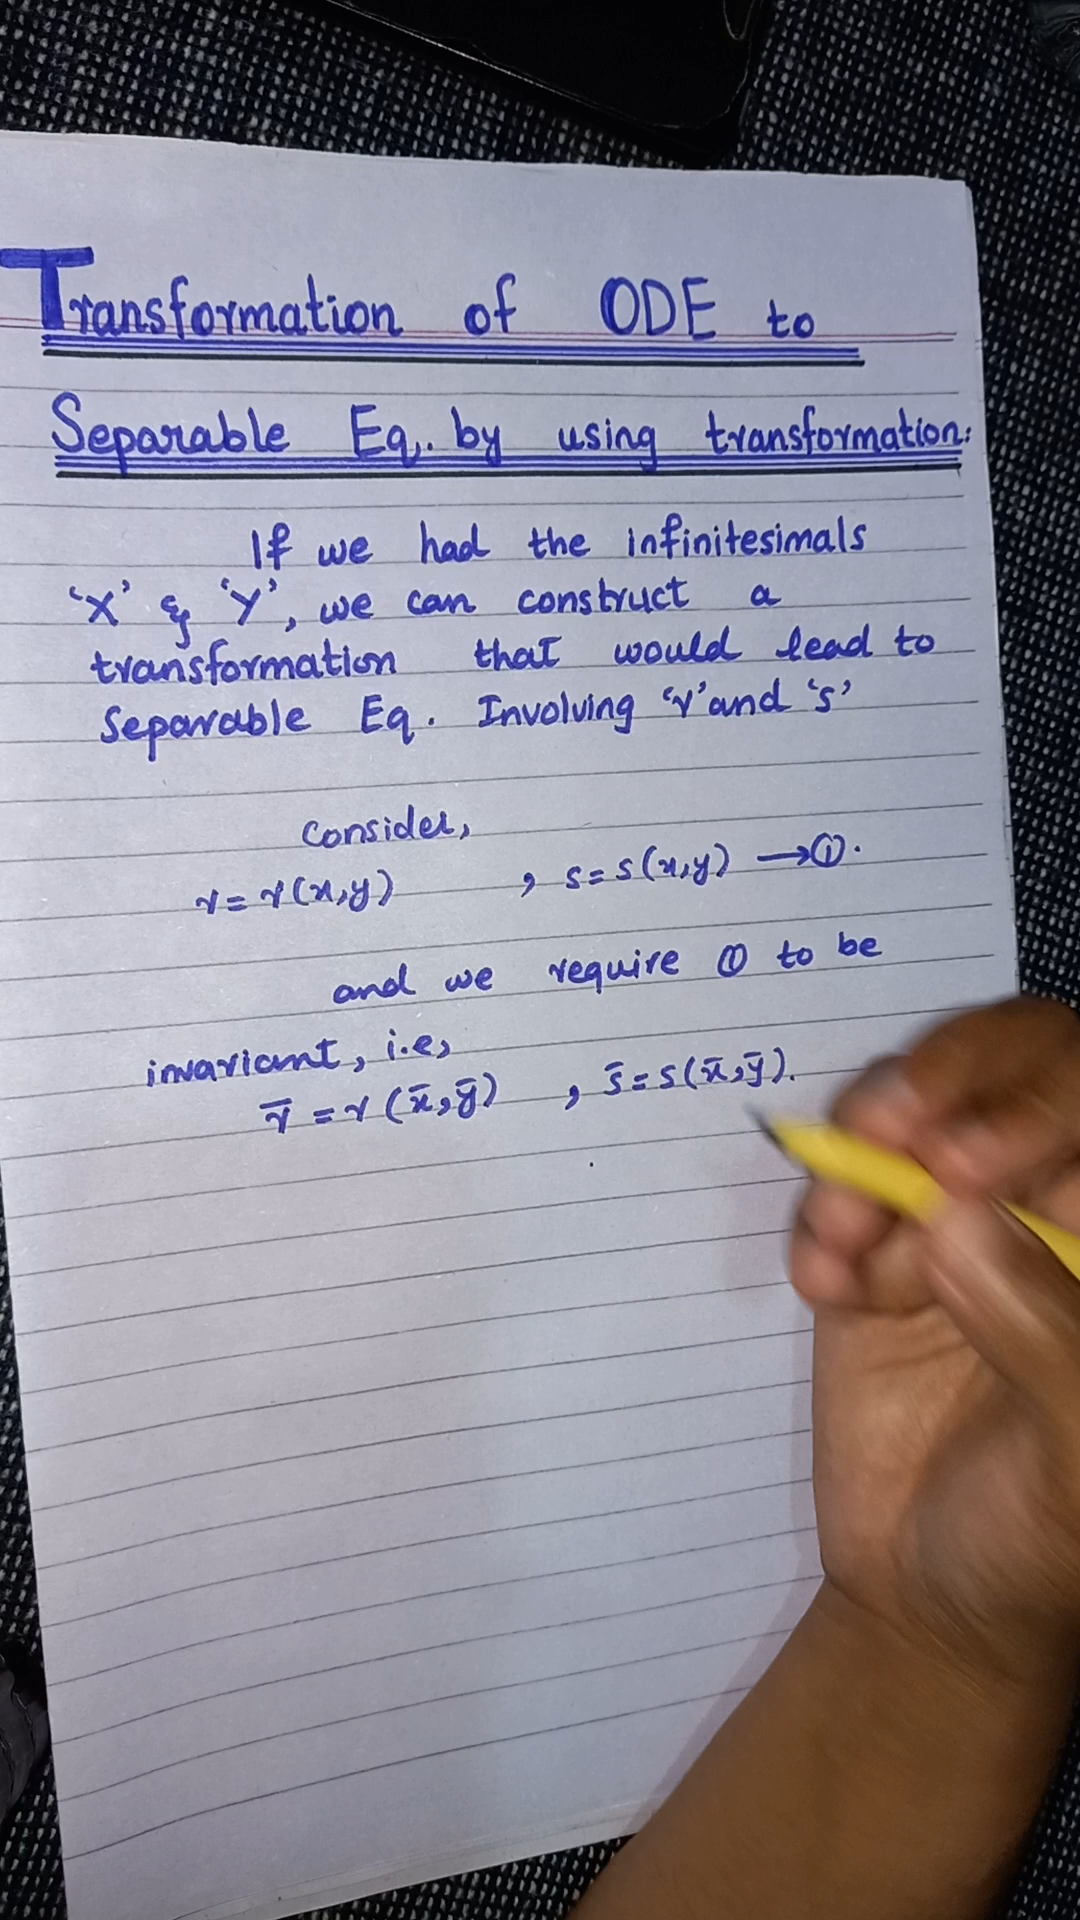 Transformation of ODE to
Separable Eq. by using transformation:
If we had the infinitesimals
'X' & 'Y', we can construct a
transformation that would lead to
Separable Eq. Involving 'r' and 's'
Consider,
r = r(x,y) , s = s(x,y) → ①.
and we require ① to be
invariant, i.e,
r̄ = r(x̄,ȳ) , s̄ = s(x̄,ȳ).